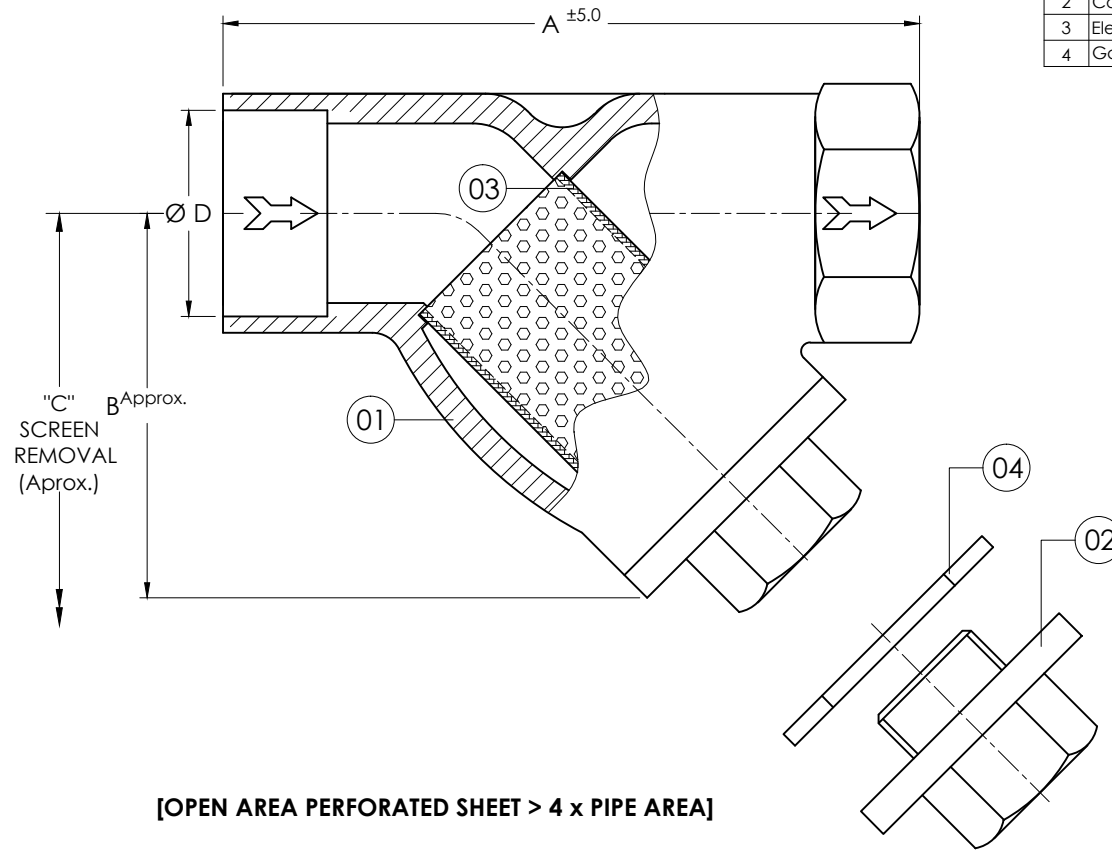 A ±5.0
2
3
4
03
Ø D
"C"
SCREEN
REMOVAL
(Aprox.)
B Approx.
01
04
02
[OPEN AREA PERFORATED SHEET > 4 x PIPE AREA]